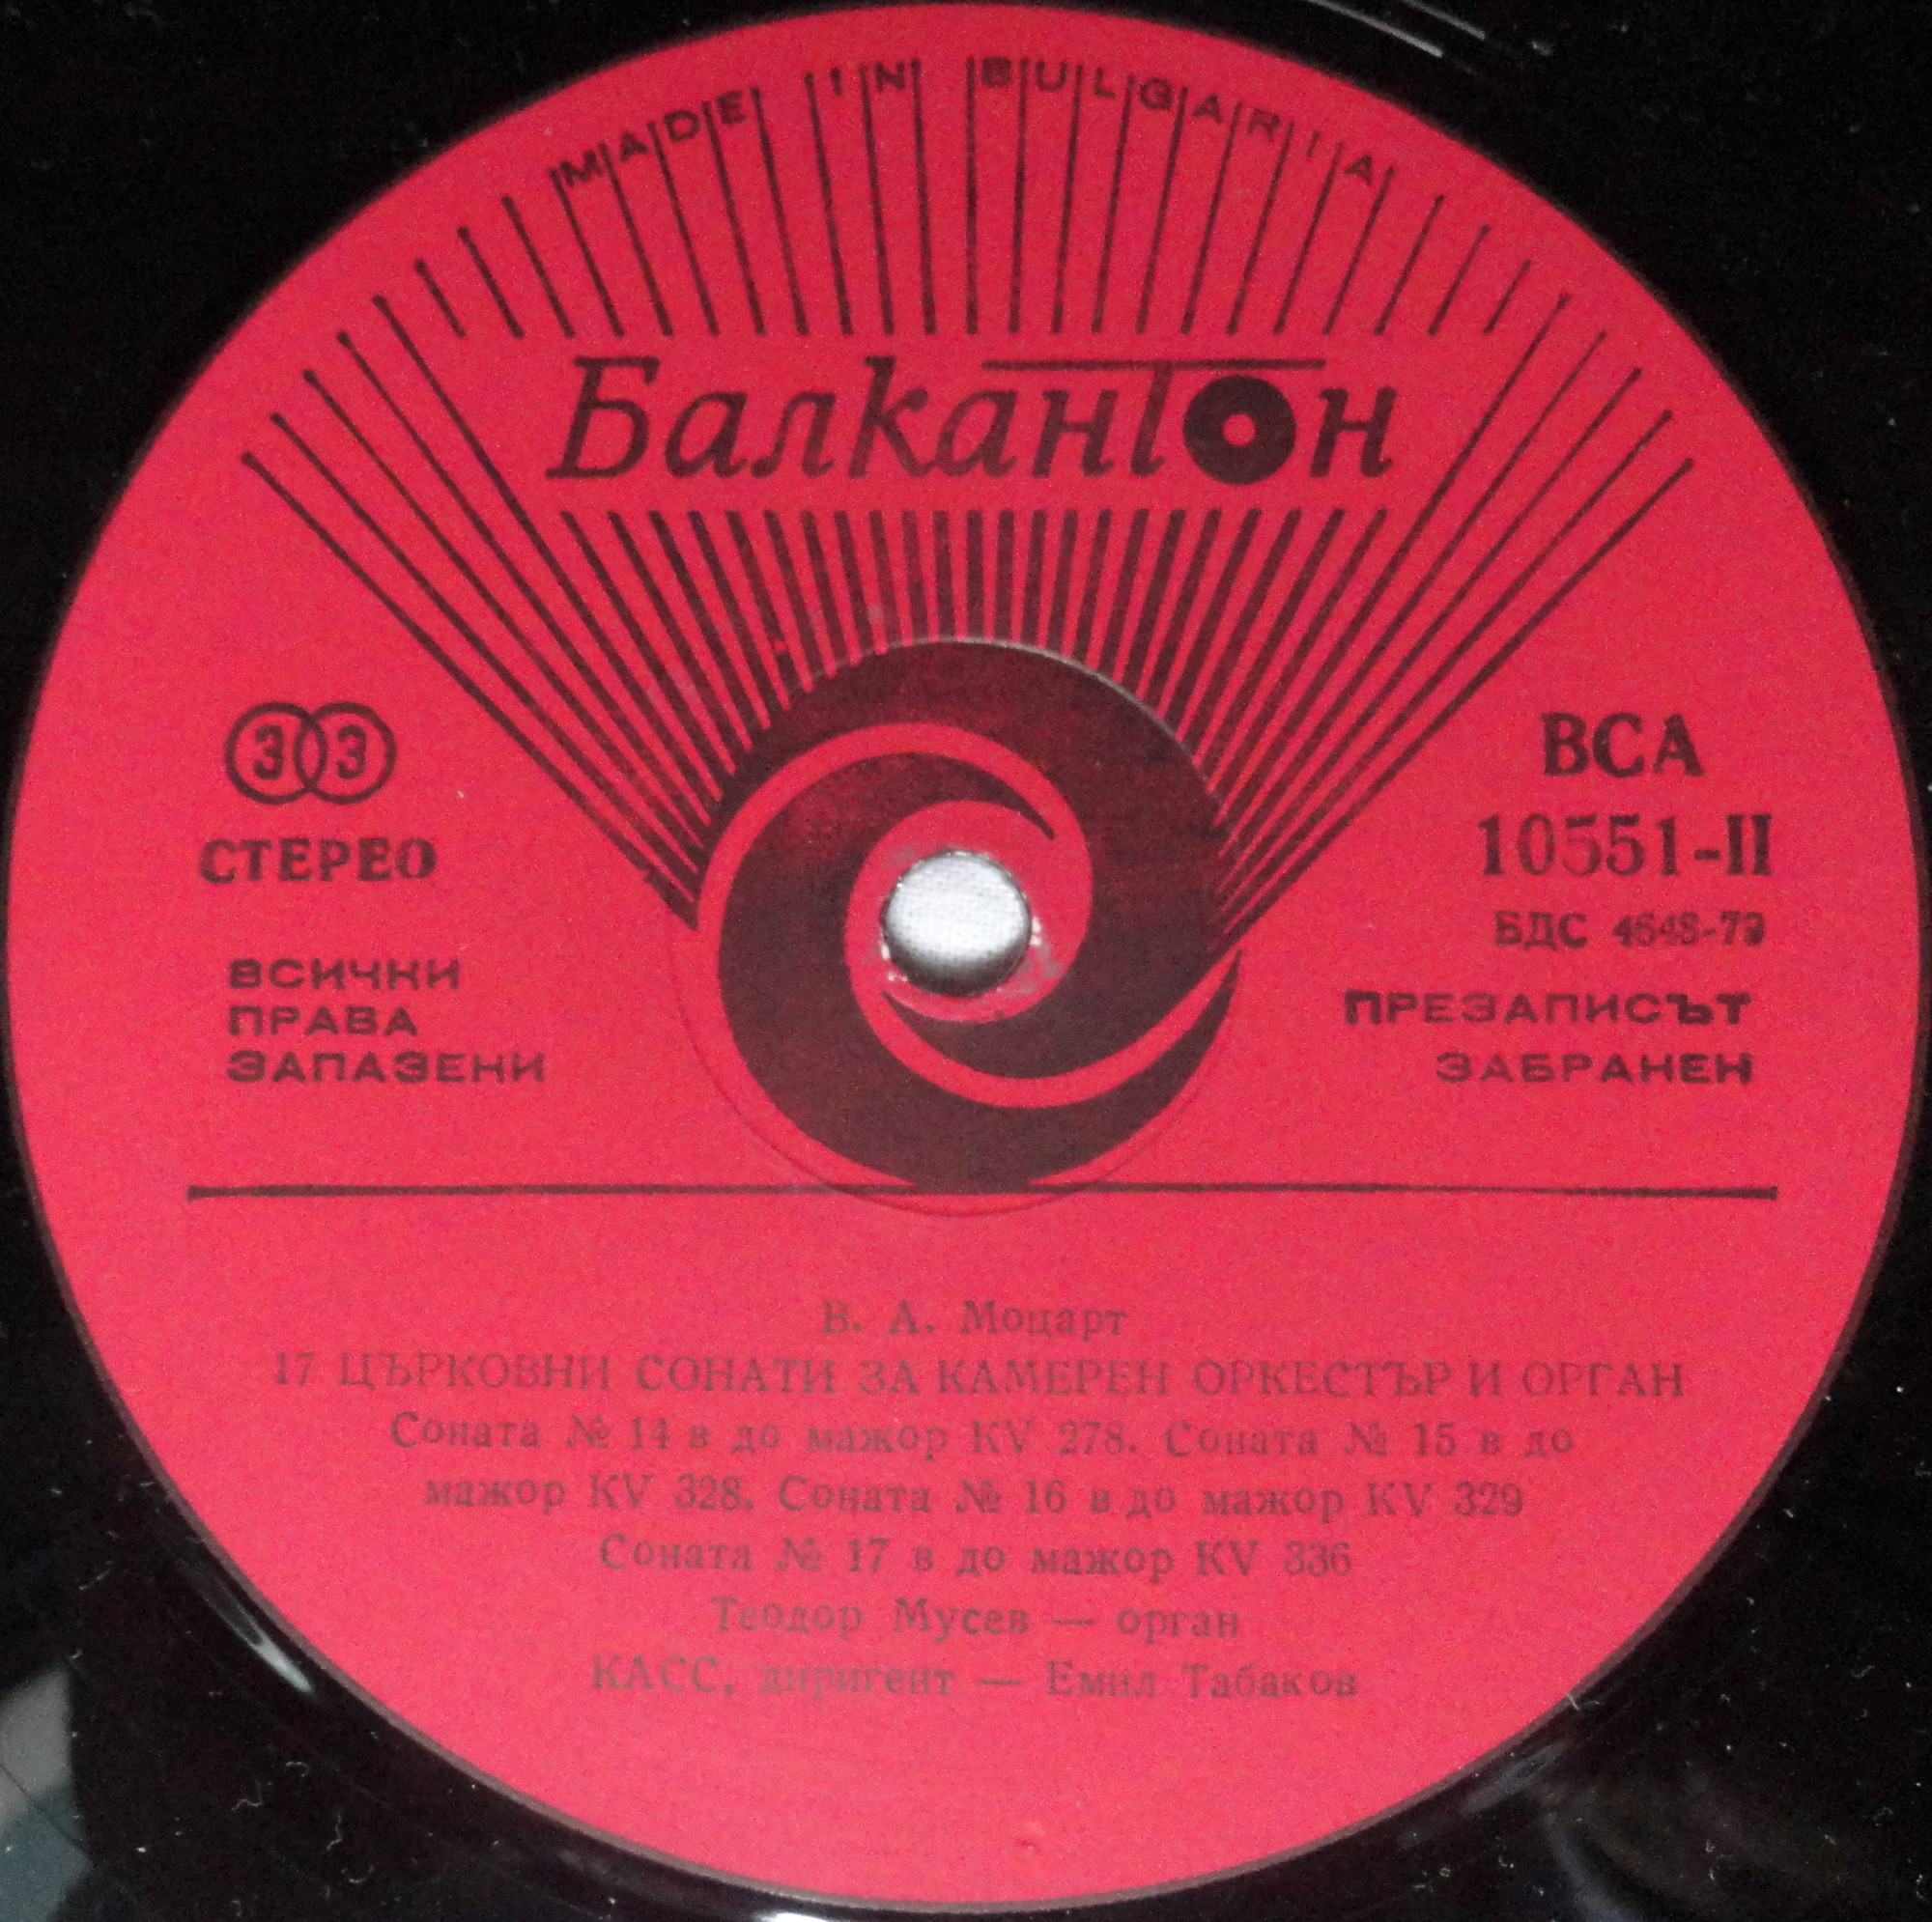 MADE IN BULGARIA
Балкантон
33
СТЕРЕО
ВСИЧКИ
ПРАВА
ЗАПАЗЕНИ
ВСА
10551-II
БДС 4648-79
ПРЕЗАПИСЪТ
ЗАБРАНЕН
В. А. Моцарт
17 ЦЪРКОВНИ СОНАТИ ЗА КАМЕРЕН ОРКЕСТЪР И ОРГАН
Соната № 14 в до мажор KV 278. Соната № 15 в до
мажор KV 328. Соната № 16 в до мажор KV 329
Соната № 17 в до мажор KV 336
Теодор Мусев — орган
КАСС, диригент — Емил Табаков